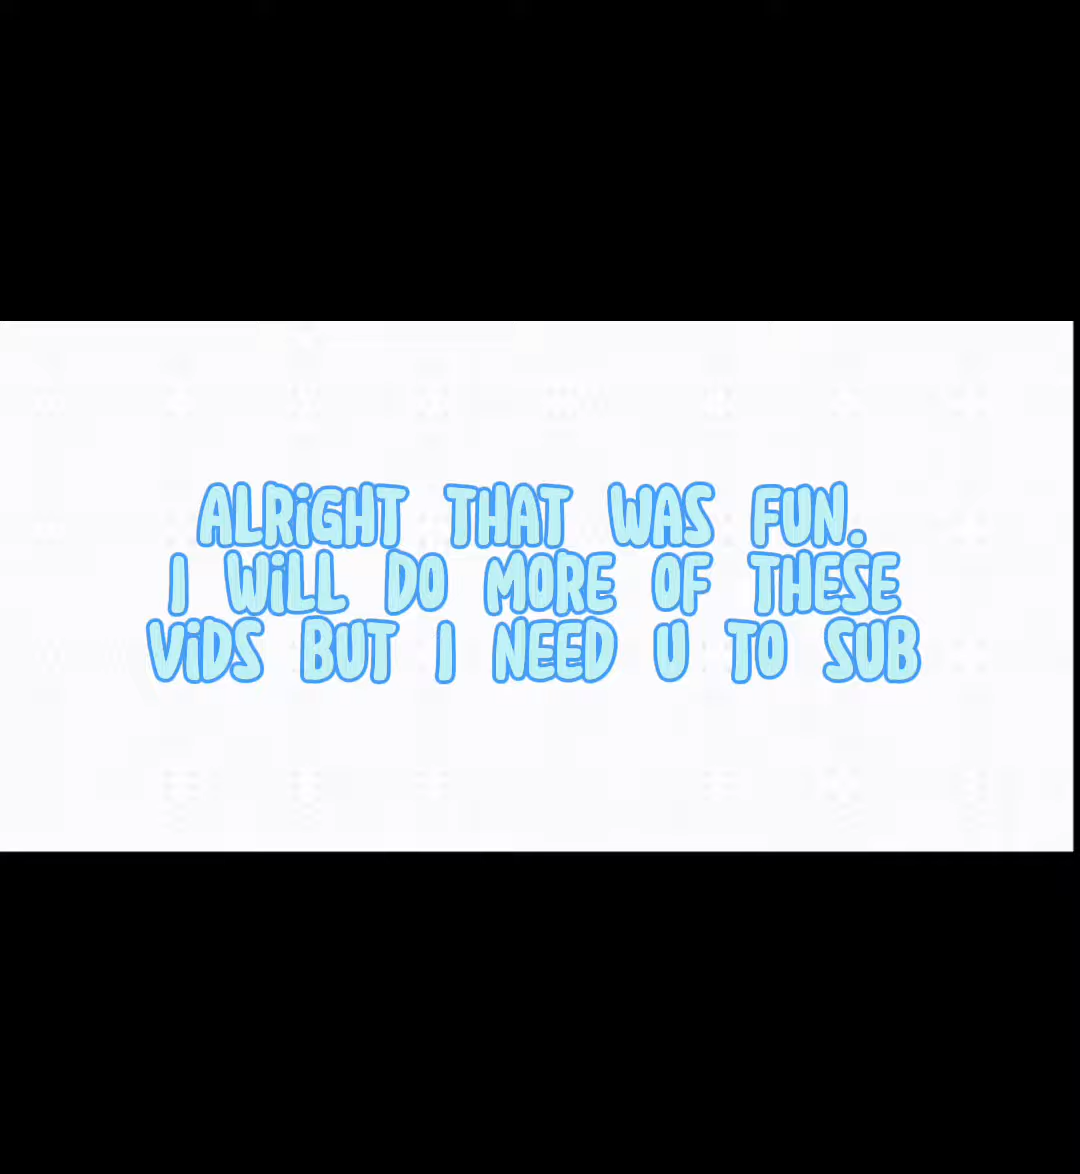 ALRiGHT THAT WAS FUN.
I WiLL DO MORE OF THESE
ViDS BUT I NEED U TO SUB